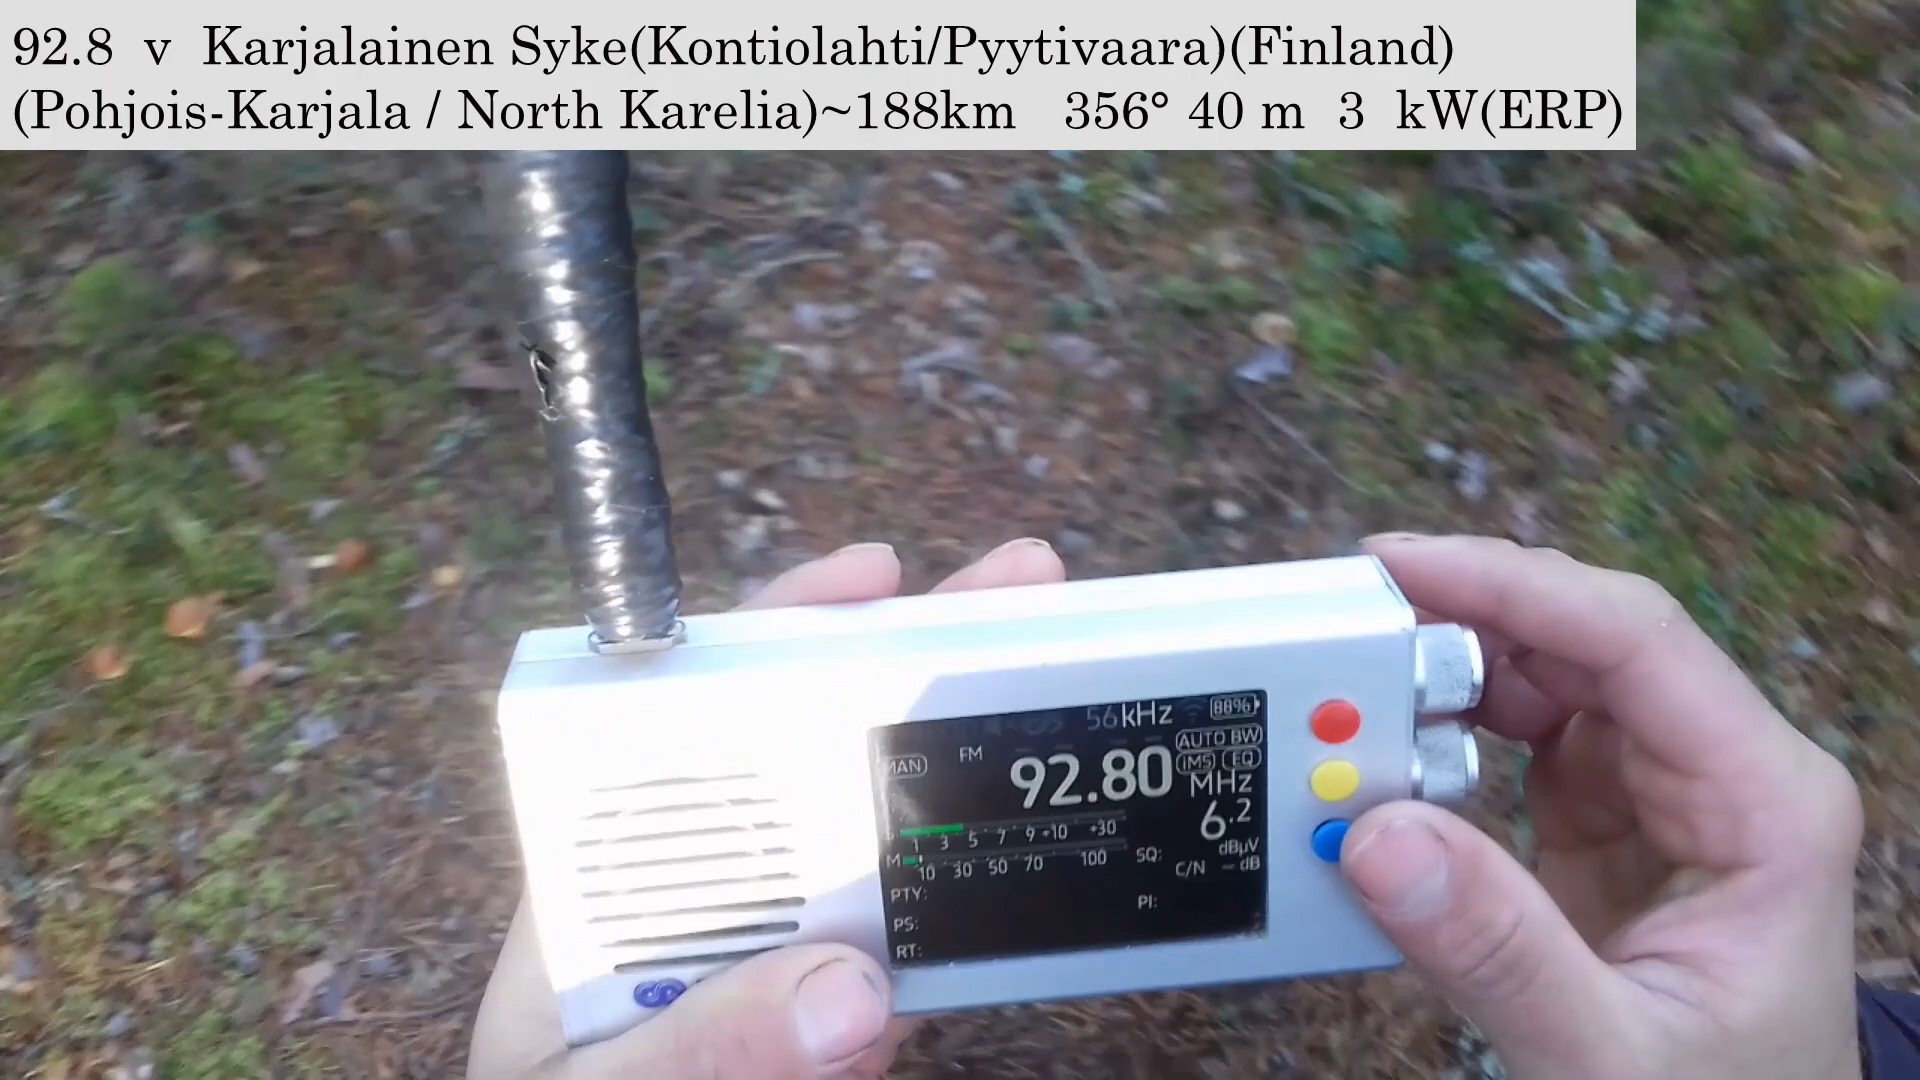 92.8 v Karjalainen Syke(Kontiolahti/Pyytivaara)(Finland)
(Pohjois-Karjala / North Karelia)~188km 356° 40 m 3 kW(ERP)
56kHz 88%
MAN FM AUTO BW
92.80 iMS EQ
MHz
S 1 3 5 7 9 +10 +30 6.2
M 10 30 50 70 100 SQ: dBµV
C/N - dB
PTY: PI:
PS:
RT: